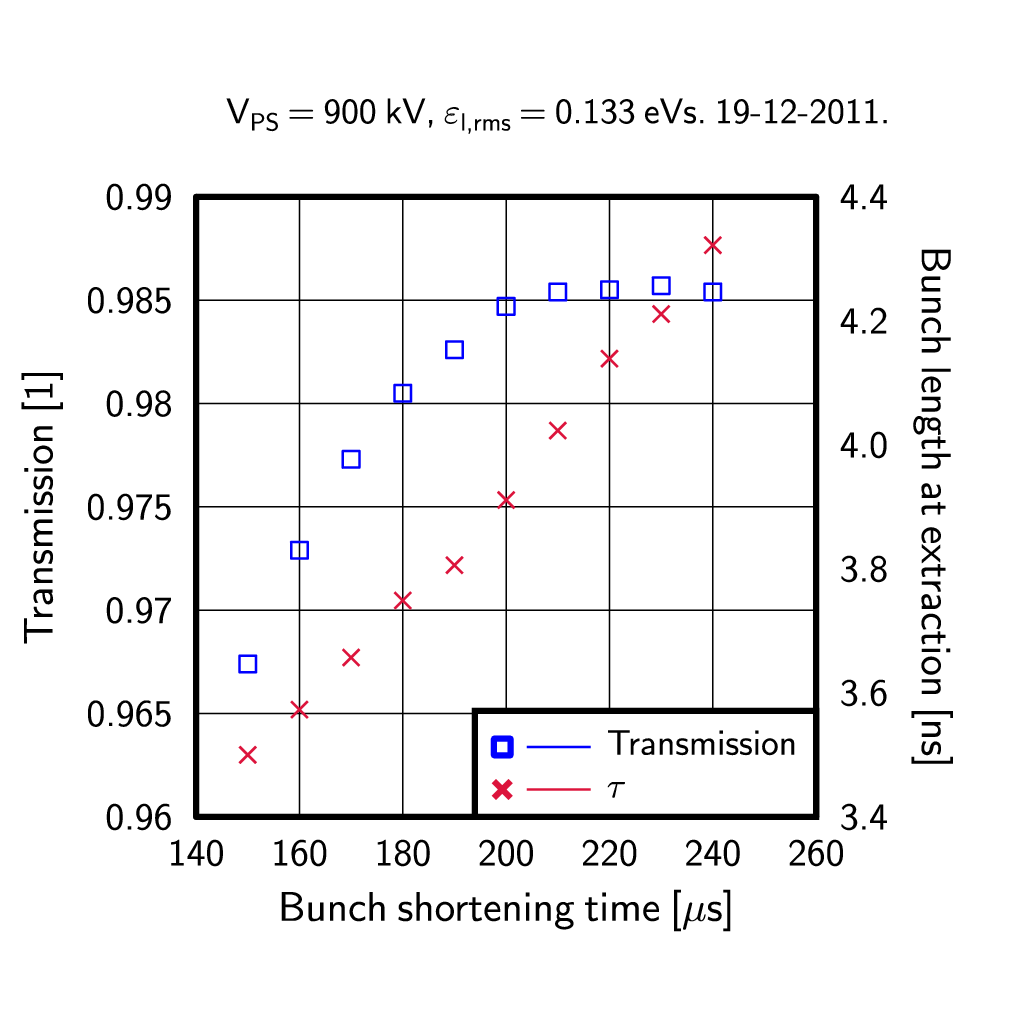 V_PS = 900 kV, ε_l,rms = 0.133 eVs. 19-12-2011.
0.99
0.985
0.98
0.975
0.97
0.965
0.96
Transmission [1]
4.4
4.2
4.0
3.8
3.6
3.4
Bunch length at extraction [ns]
Transmission
τ
140 160 180 200 220 240 260
Bunch shortening time [μs]